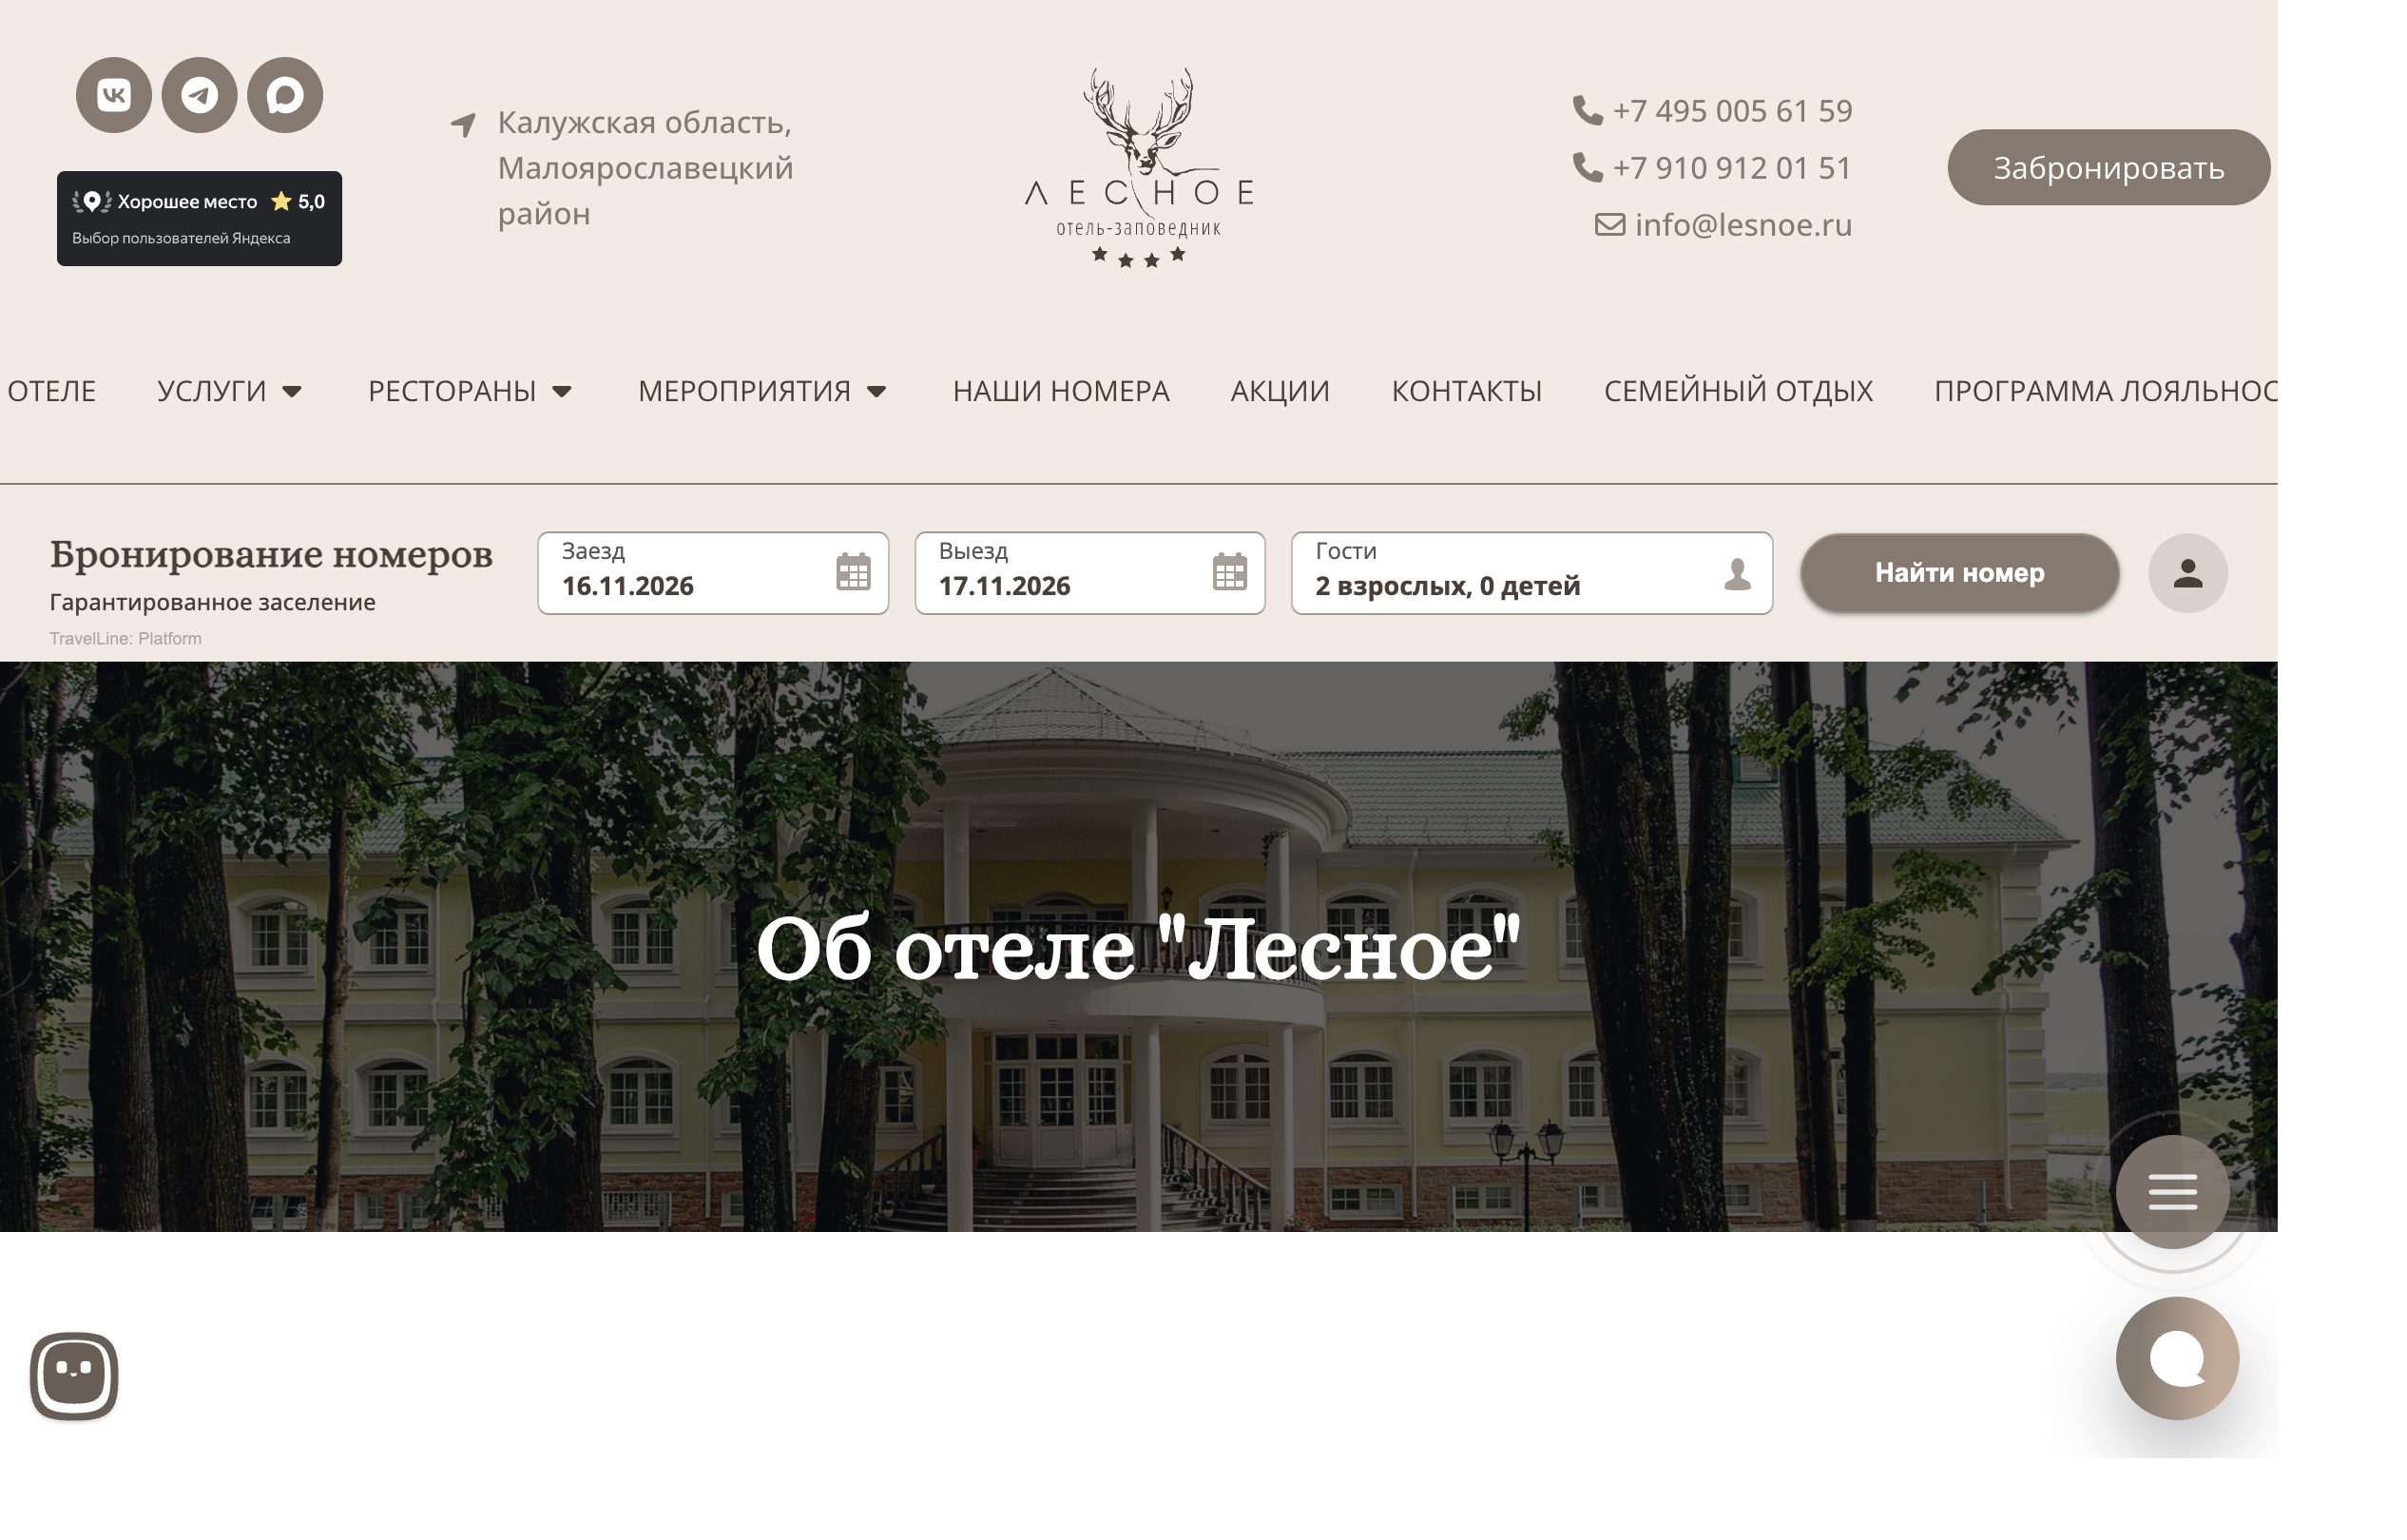 Хорошее место 5,0
Выбор пользователей Яндекса
Калужская область,
Малоярославецкий
район
ЛЕСНОЕ
отель-заповедник
+7 495 005 61 59
+7 910 912 01 51
info@lesnoe.ru
Забронировать
ОТЕЛЕ УСЛУГИ РЕСТОРАНЫ МЕРОПРИЯТИЯ НАШИ НОМЕРА АКЦИИ КОНТАКТЫ СЕМЕЙНЫЙ ОТДЫХ ПРОГРАММА ЛОЯЛЬНОС
Бронирование номеров
Гарантированное заселение
TravelLine: Platform
Заезд
16.11.2026
Выезд
17.11.2026
Гости
2 взрослых, 0 детей
Найти номер
Об отеле "Лесное"